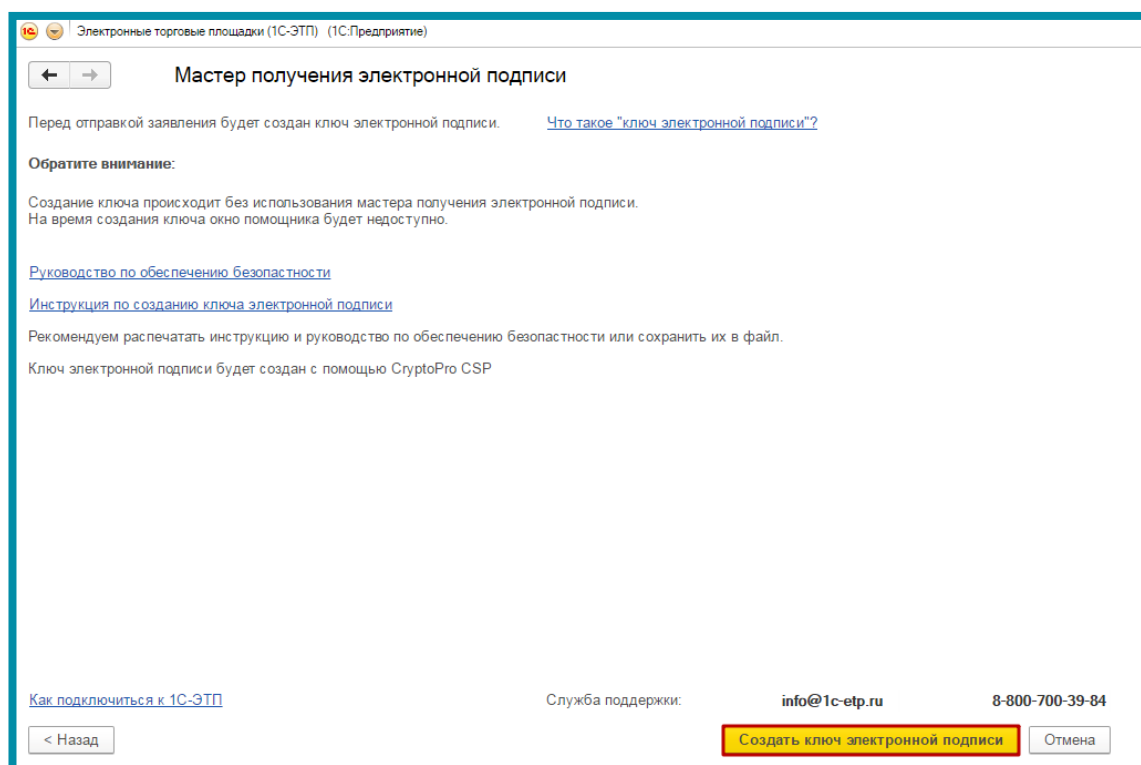 1С Электронные торговые площадки (1С-ЭТП) (1С:Предприятие)
Мастер получения электронной подписи
Перед отправкой заявления будет создан ключ электронной подписи. Что такое "ключ электронной подписи"?
Обратите внимание:
Создание ключа происходит без использования мастера получения электронной подписи.
На время создания ключа окно помощника будет недоступно.
Руководство по обеспечению безопастности
Инструкция по созданию ключа электронной подписи
Рекомендуем распечатать инструкцию и руководство по обеспечению безопастности или сохранить их в файл.
Ключ электронной подписи будет создан с помощью CryptoPro CSP
Как подключиться к 1С-ЭТП Служба поддержки: info@1c-etp.ru 8-800-700-39-84
< Назад Создать ключ электронной подписи Отмена